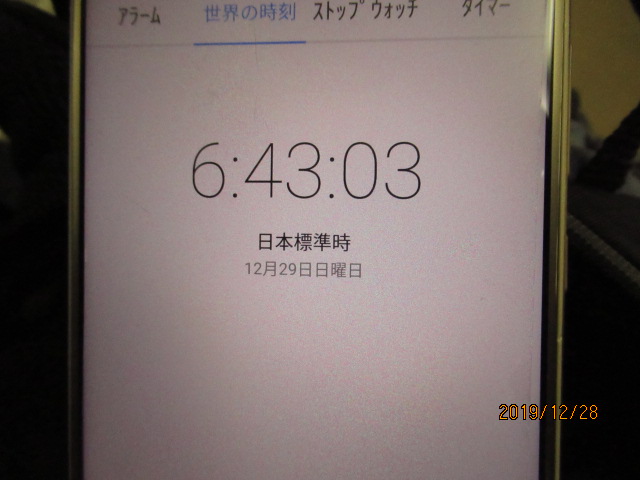 アラーム 世界の時刻 ストップウォッチ タイマー
6:43:03
日本標準時
12月29日日曜日
2019/12/28